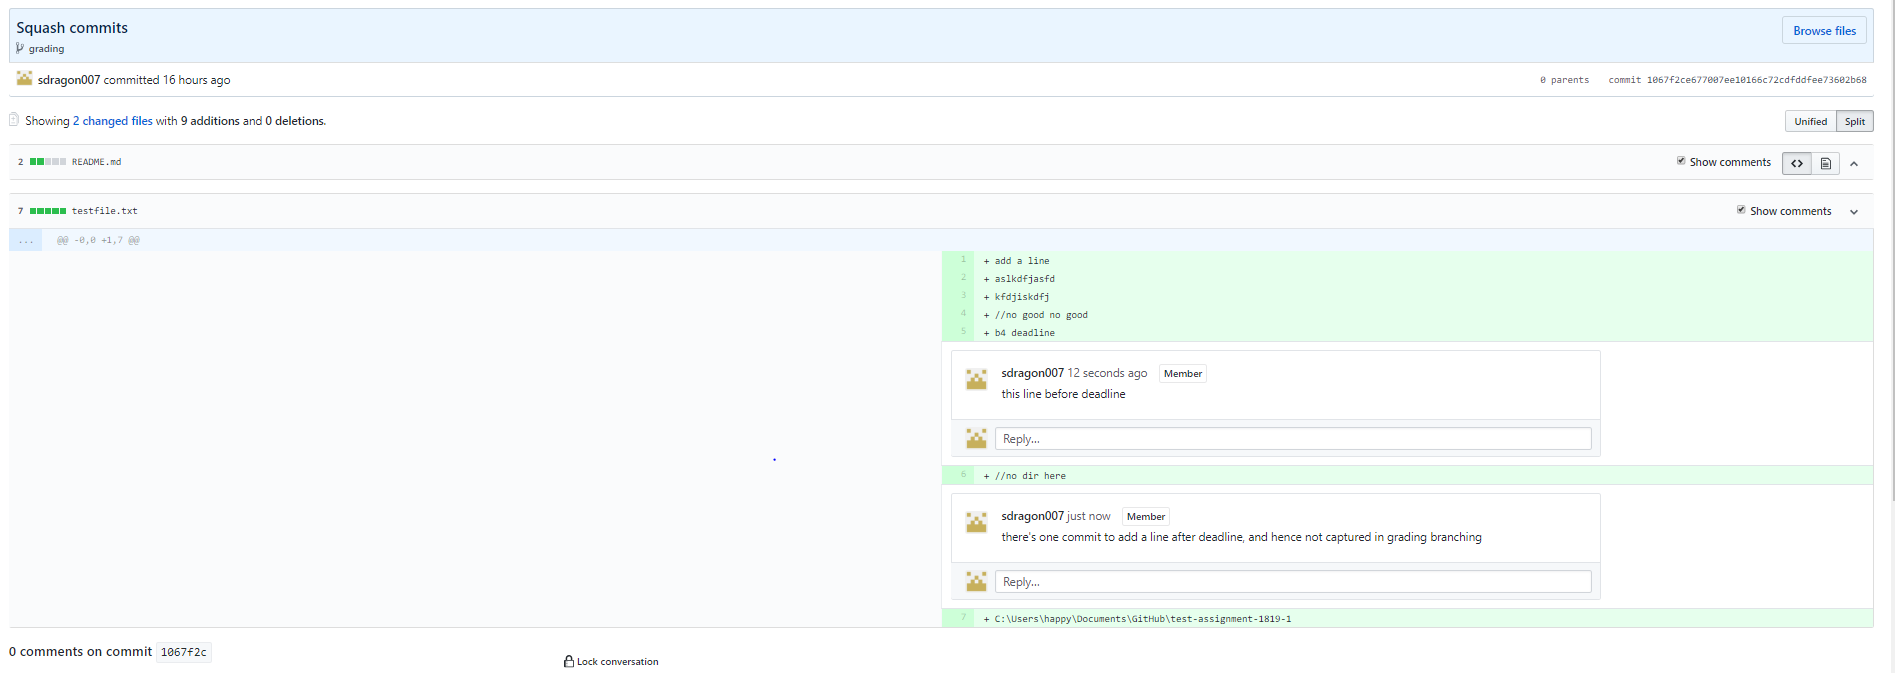 Squash commits
Browse files
grading
sdragon007 committed 16 hours ago
0 parents commit 1067f2ce677007ee10166c72cdfddfee73602b68
Showing 2 changed files with 9 additions and 0 deletions.
Unified Split
2 README.md
Show comments
7 testfile.txt
Show comments
... @@ -0,0 +1,7 @@
1 + add a line
2 + aslkdfjasfd
3 + kfdjiskdfj
4 + //no good no good
5 + b4 deadline
sdragon007 12 seconds ago Member
this line before deadline
Reply...
6 + //no dir here
sdragon007 just now Member
there's one commit to add a line after deadline, and hence not captured in grading branching
Reply...
7 + C:\Users\happy\Documents\GitHub\test-assignment-1819-1
0 comments on commit 1067f2c
Lock conversation